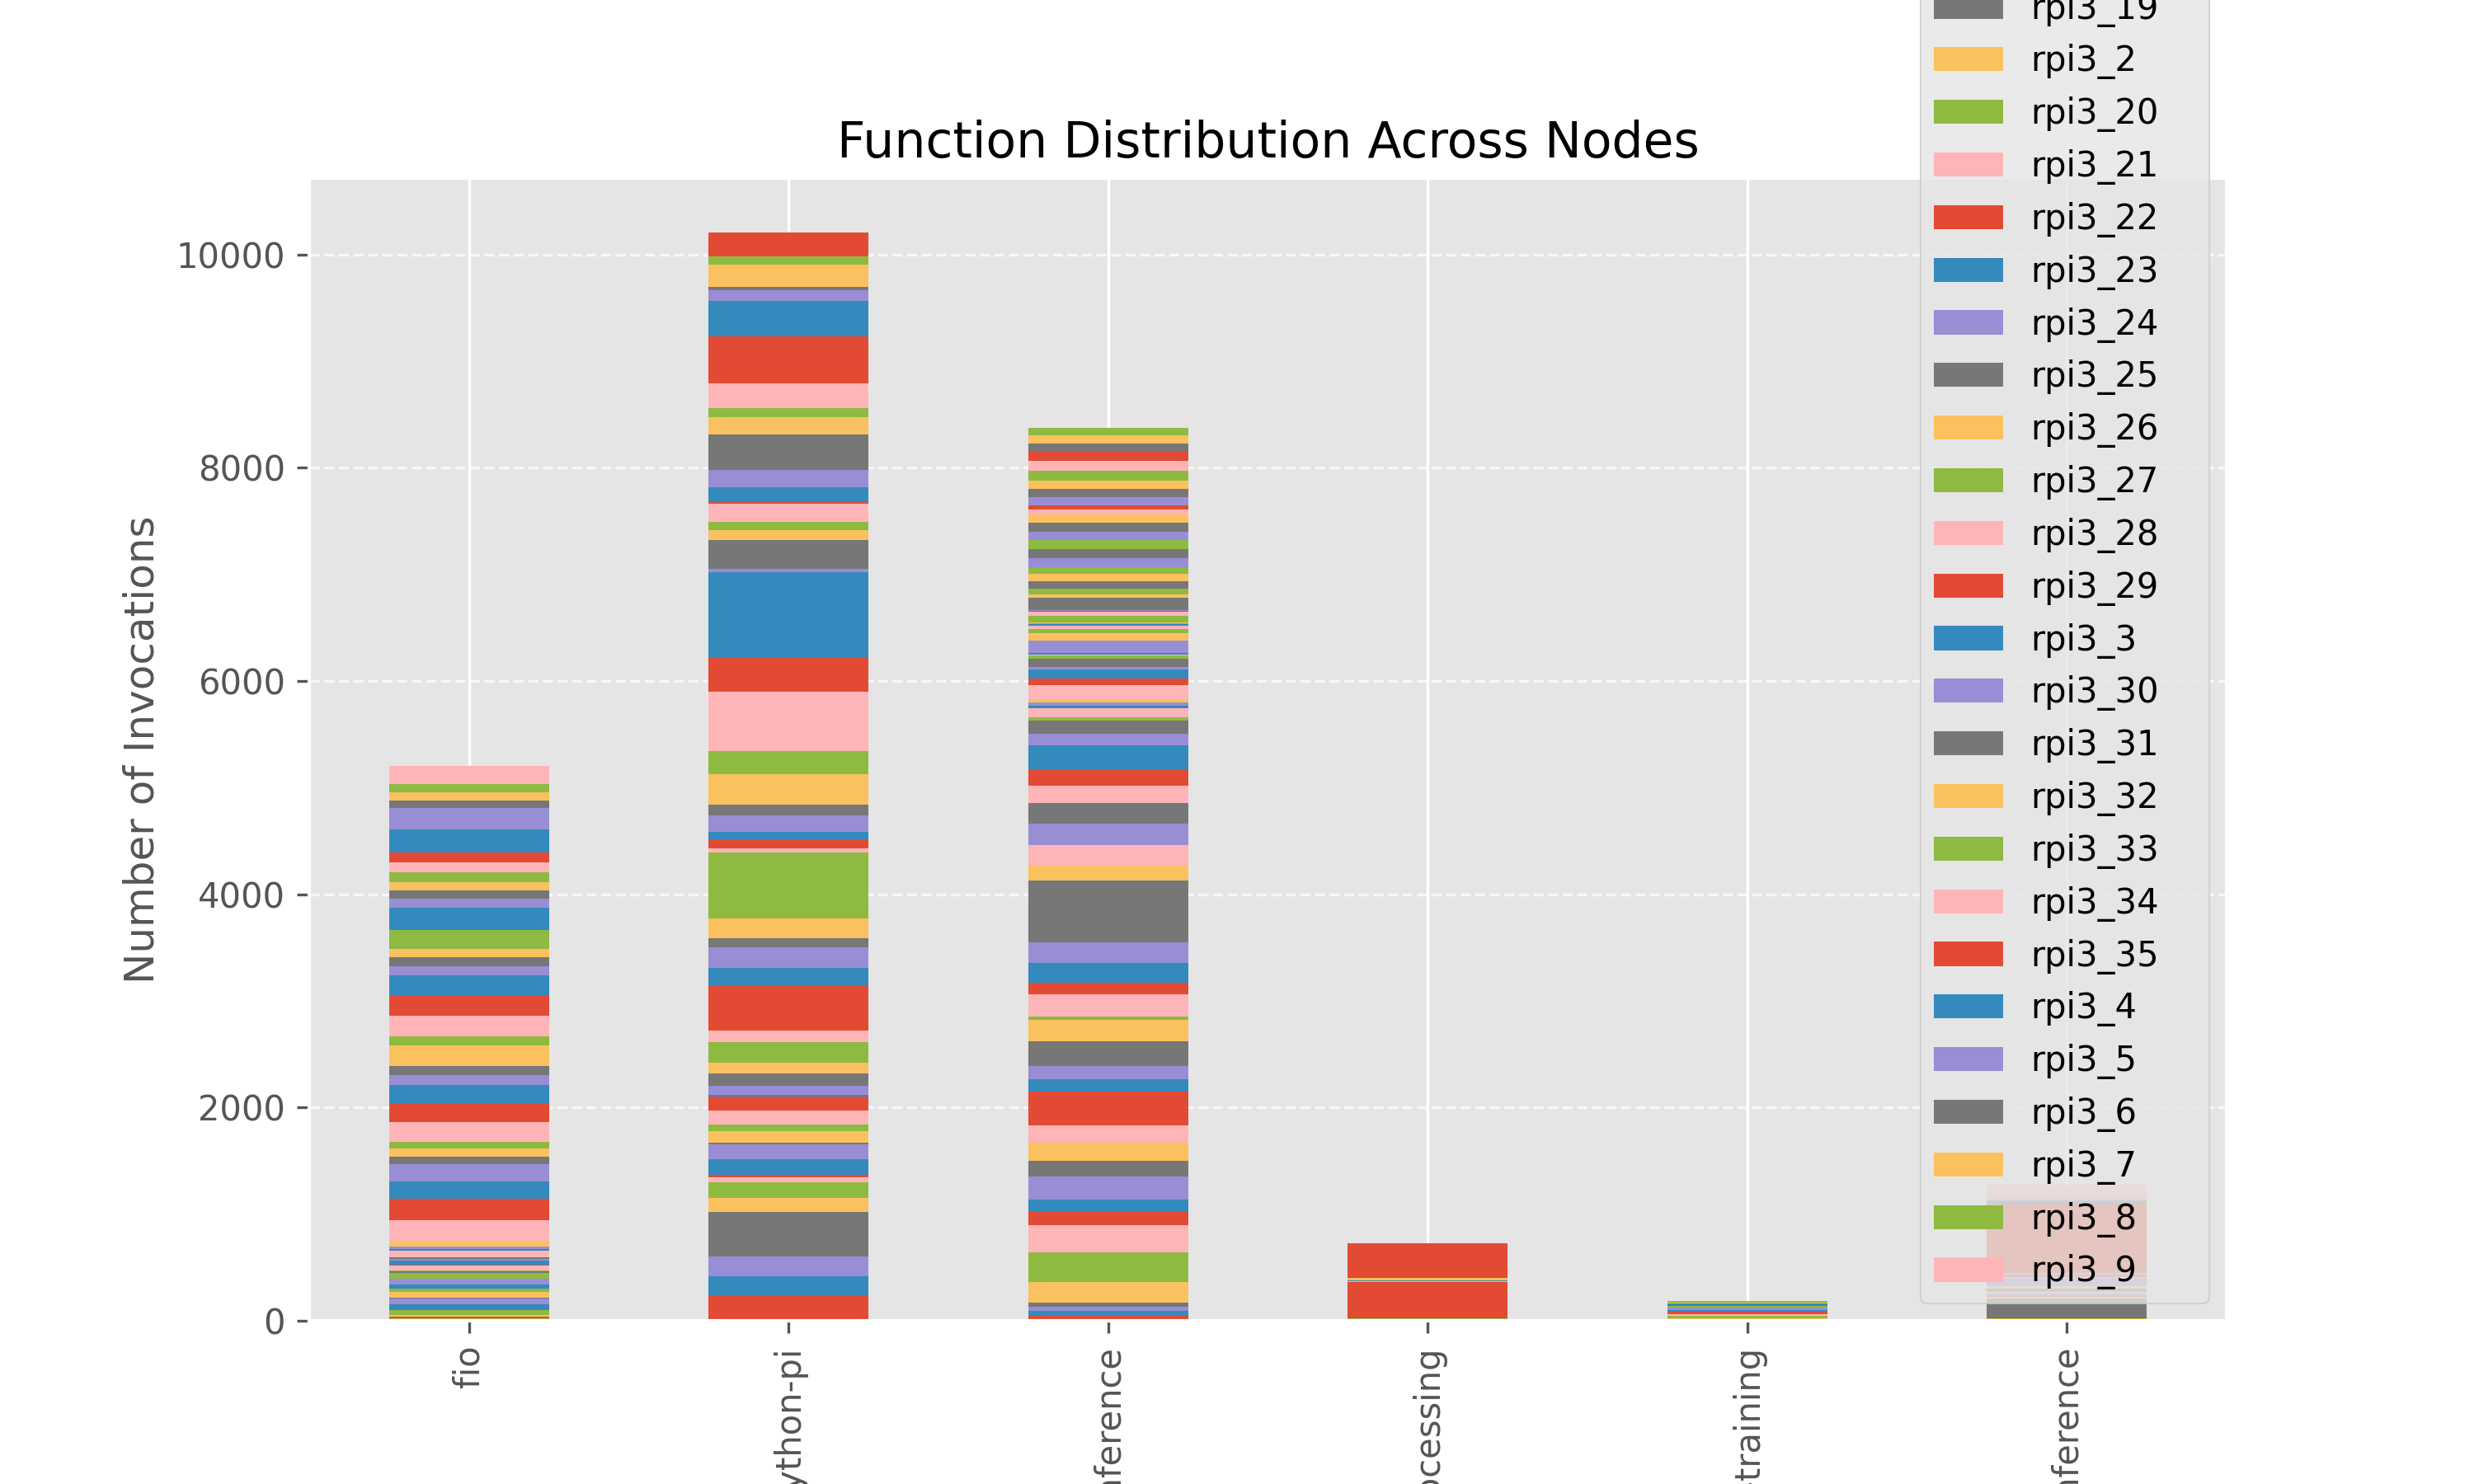 Function Distribution Across Nodes
Number of Invocations
10000
8000
6000
4000
2000
0
fio
ython-pi
ference
ocessing
training
ference
rpi3_19
rpi3_2
rpi3_20
rpi3_21
rpi3_22
rpi3_23
rpi3_24
rpi3_25
rpi3_26
rpi3_27
rpi3_28
rpi3_29
rpi3_3
rpi3_30
rpi3_31
rpi3_32
rpi3_33
rpi3_34
rpi3_35
rpi3_4
rpi3_5
rpi3_6
rpi3_7
rpi3_8
rpi3_9